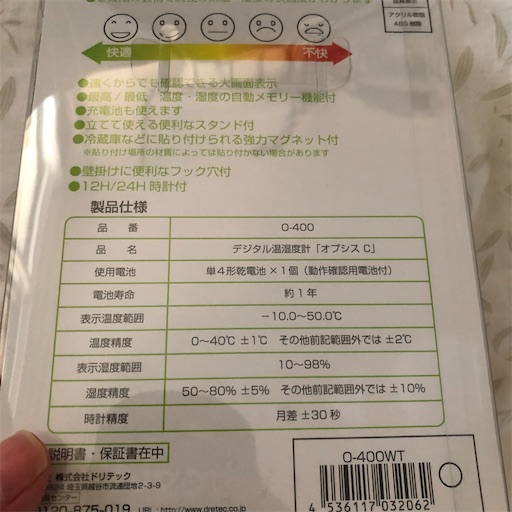 品質表示
アクリル樹脂
ABS樹脂
快適
不快
●遠くからでも確認できる大画面表示
●最高/最低 温度・湿度の自動メモリー機能付
●充電池も使えます
●立てて使える便利なスタンド付
●冷蔵庫などに貼り付けられる強力マグネット付
※貼り付け場所の材質によっては貼り付かない場合があります
●壁掛けに便利なフック穴付
●12H/24H 時計付
製品仕様
品 番 O-400
品 名 デジタル温湿度計「オプシス C」
使用電池 単4形乾電池×1個(動作確認用電池付)
電池寿命 約1年
表示温度範囲 −10.0〜50.0℃
温度精度 0〜40℃ ±1℃ その他前記範囲外では ±2℃
表示湿度範囲 10〜98%
湿度精度 50〜80% ±5% その他前記範囲外では ±10%
時計精度 月差 ±30 秒
説明書・保証書在中
O-400WT
株式会社ドリテック
埼玉県越谷市流通団地2-3-9
センター
0120-875-019 URL : http://www.dretec.co.jp
4 536117 032062